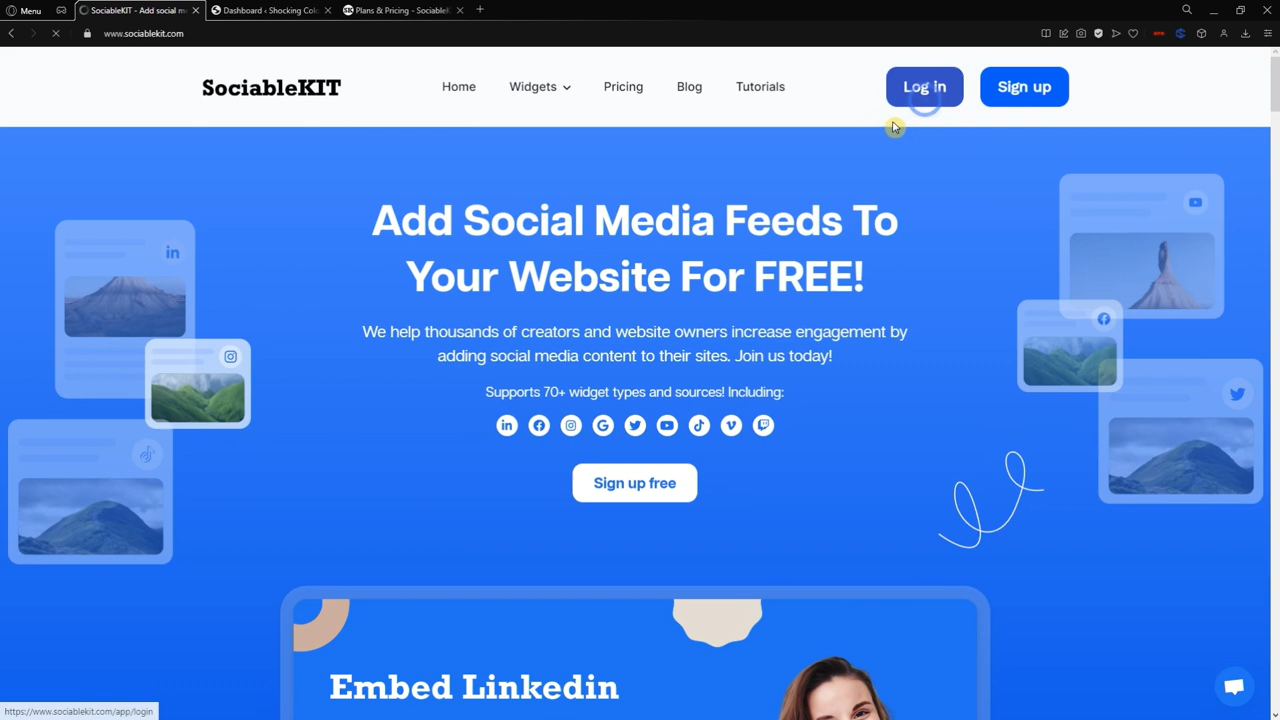 Menu
SociableKIT - Add social m
Dashboard ‹ Shocking Colo
SK
Plans & Pricing - SociableK
www.sociablekit.com
SociableKIT
Home
Widgets
Pricing
Blog
Tutorials
Log in
Sign up
Add Social Media Feeds To
Your Website For FREE!
We help thousands of creators and website owners increase engagement by
adding social media content to their sites. Join us today!
Supports 70+ widget types and sources! Including:
Sign up free
Embed Linkedin
https://www.sociablekit.com/app/login